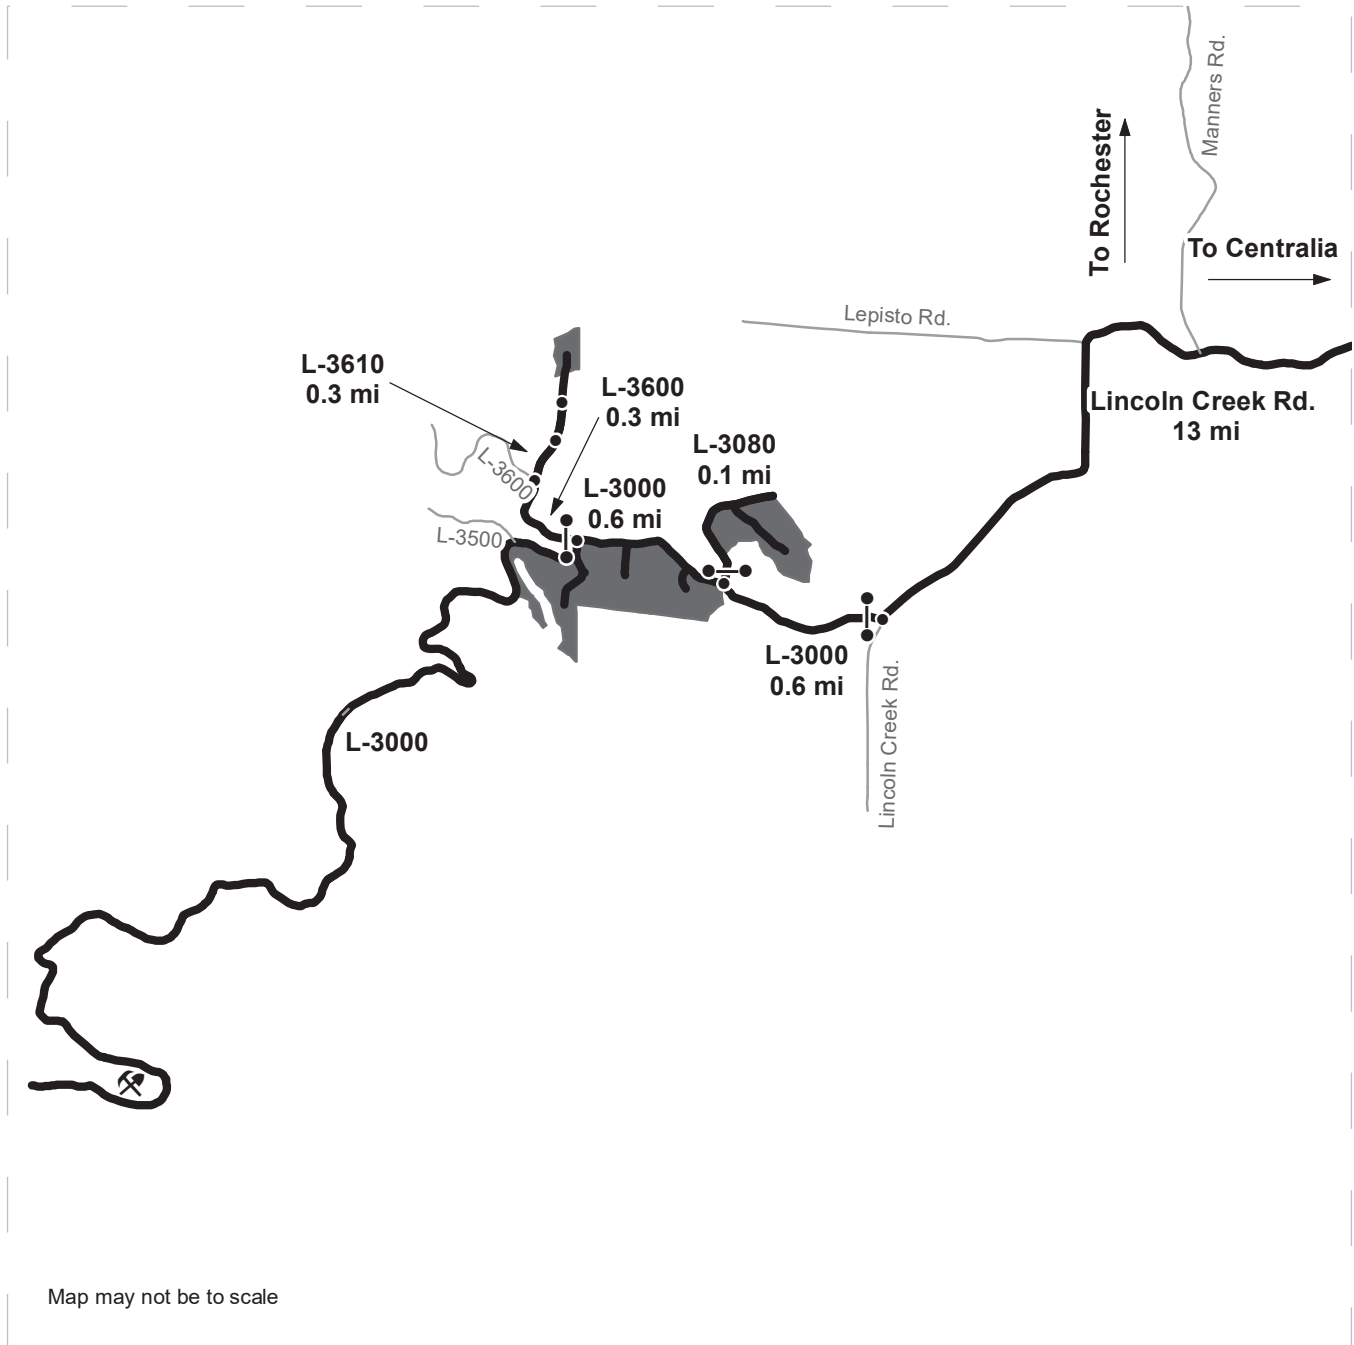 Manners Rd.
To Rochester
To Centralia
Lepisto Rd.
L-3610
0.3 mi
L-3600
0.3 mi
Lincoln Creek Rd.
13 mi
L-3080
0.1 mi
L-3600
L-3000
0.6 mi
L-3500
L-3000
0.6 mi
Lincoln Creek Rd.
L-3000
Map may not be to scale